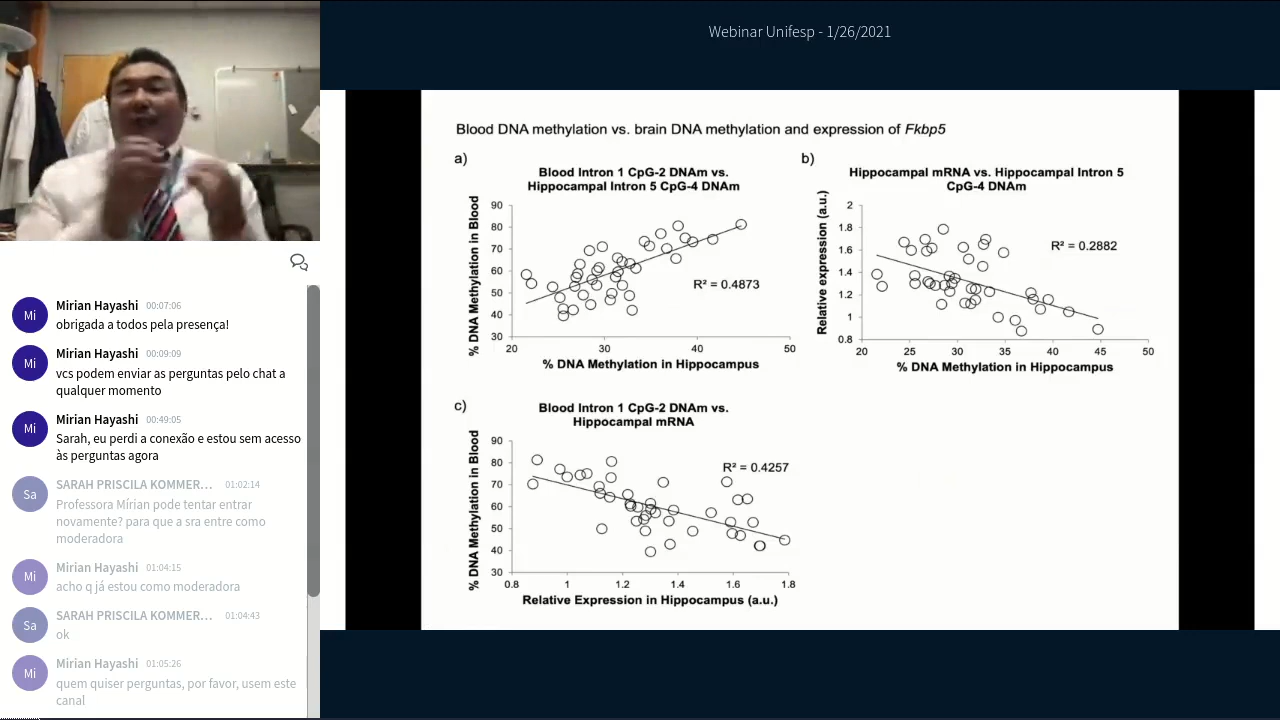 Webinar Unifesp - 1/26/2021
Mi
Mirian Hayashi 00:07:06
obrigada a todos pela presença!
Mi
Mirian Hayashi 00:09:09
vcs podem enviar as perguntas pelo chat a
qualquer momento
Mi
Mirian Hayashi 00:49:05
Sarah, eu perdi a conexão e estou sem acesso
às perguntas agora
Sa
SARAH PRISCILA KOMMER... 01:02:14
Professora Mírian pode tentar entrar
novamente? para que a sra entre como
moderadora
Mi
Mirian Hayashi 01:04:15
acho q já estou como moderadora
Sa
SARAH PRISCILA KOMMER... 01:04:43
ok
Mi
Mirian Hayashi 01:05:26
quem quiser perguntas, por favor, usem este
canal
Blood DNA methylation vs. brain DNA methylation and expression of Fkbp5
a)
Blood Intron 1 CpG-2 DNAm vs.
Hippocampal Intron 5 CpG-4 DNAm
% DNA Methylation in Blood
90
80
70
60
50
40
30
R² = 0.4873
20 30 40 50
% DNA Methylation in Hippocampus
b)
Hippocampal mRNA vs. Hippocampal Intron 5
CpG-4 DNAm
Relative expression (a.u.)
2
1.8
1.6
1.4
1.2
1
0.8
R² = 0.2882
20 25 30 35 40 45 50
% DNA Methylation in Hippocampus
c)
Blood Intron 1 CpG-2 DNAm vs.
Hippocampal mRNA
% DNA Methylation in Blood
90
80
70
60
50
40
30
R² = 0.4257
0.8 1 1.2 1.4 1.6 1.8
Relative Expression in Hippocampus (a.u.)